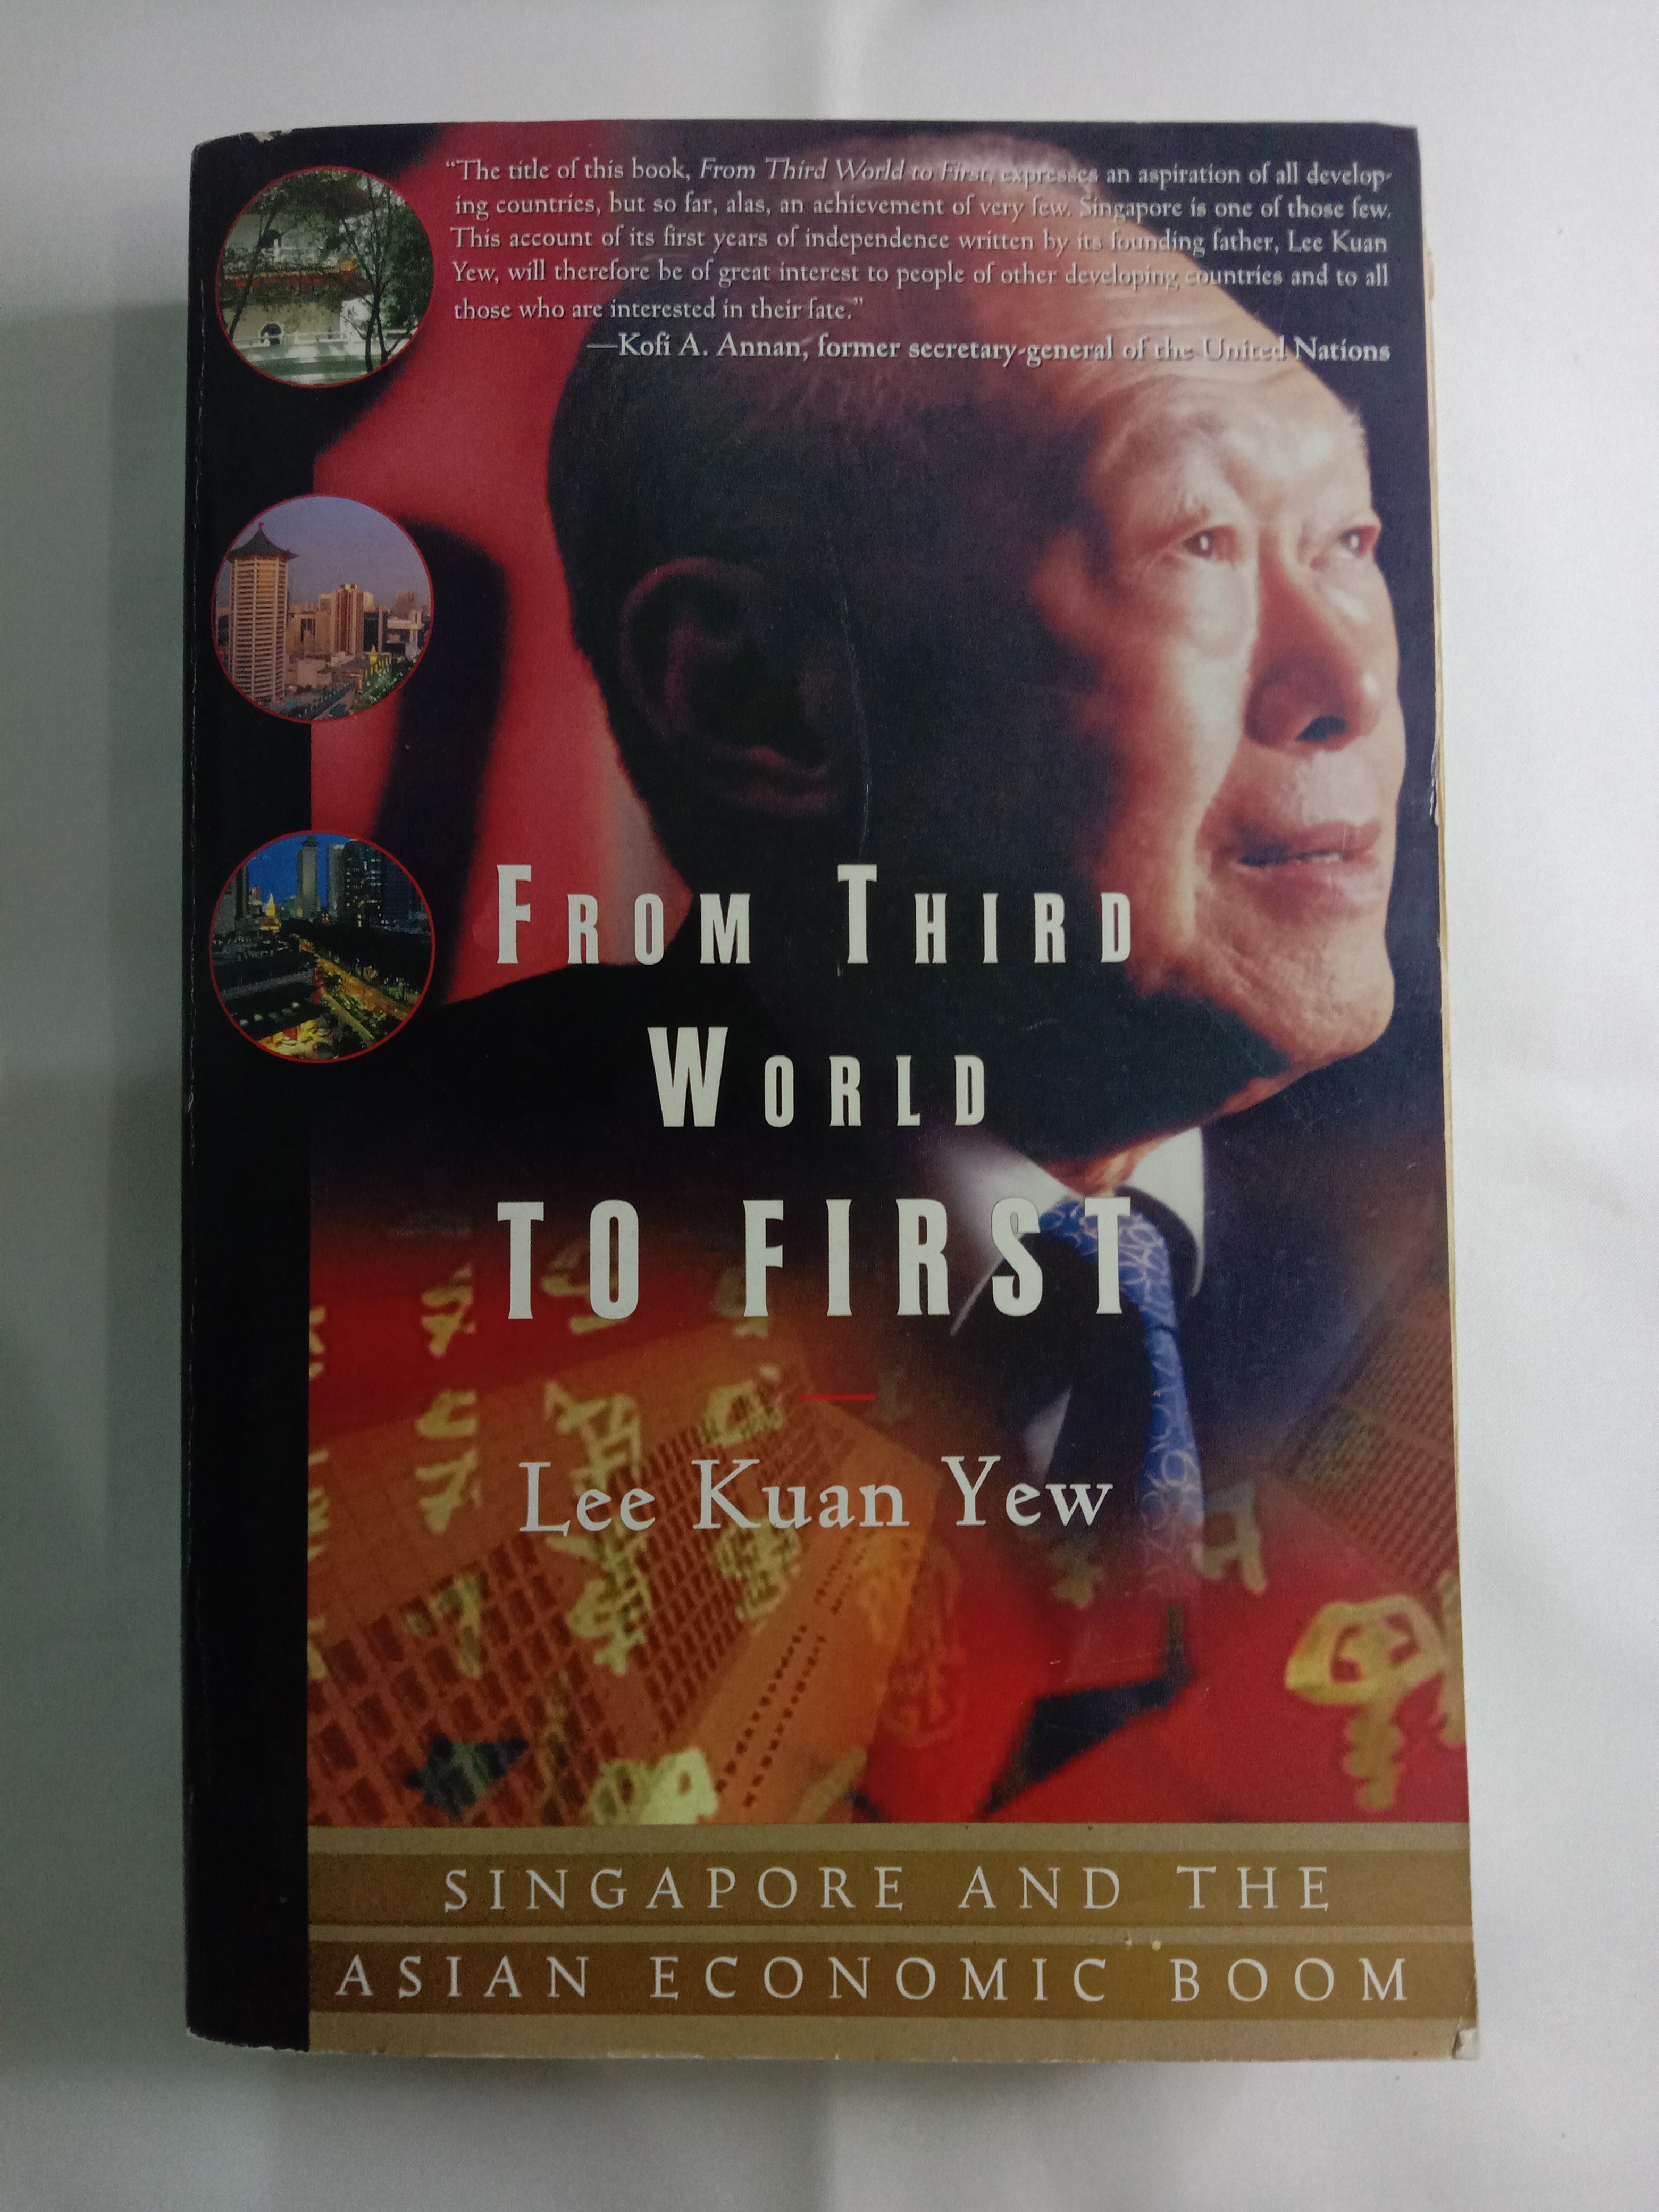 “The title of this book, From Third World to First, expresses an aspiration of all develop-
ing countries, but so far, alas, an achievement of very few. Singapore is one of those few.
This account of its first years of independence written by its founding father, Lee Kuan
Yew, will therefore be of great interest to people of other developing countries and to all
those who are interested in their fate.”
—Kofi A. Annan, former secretary-general of the United Nations
FROM THIRD
WORLD
TO FIRST
Lee Kuan Yew
SINGAPORE AND THE
ASIAN ECONOMIC BOOM